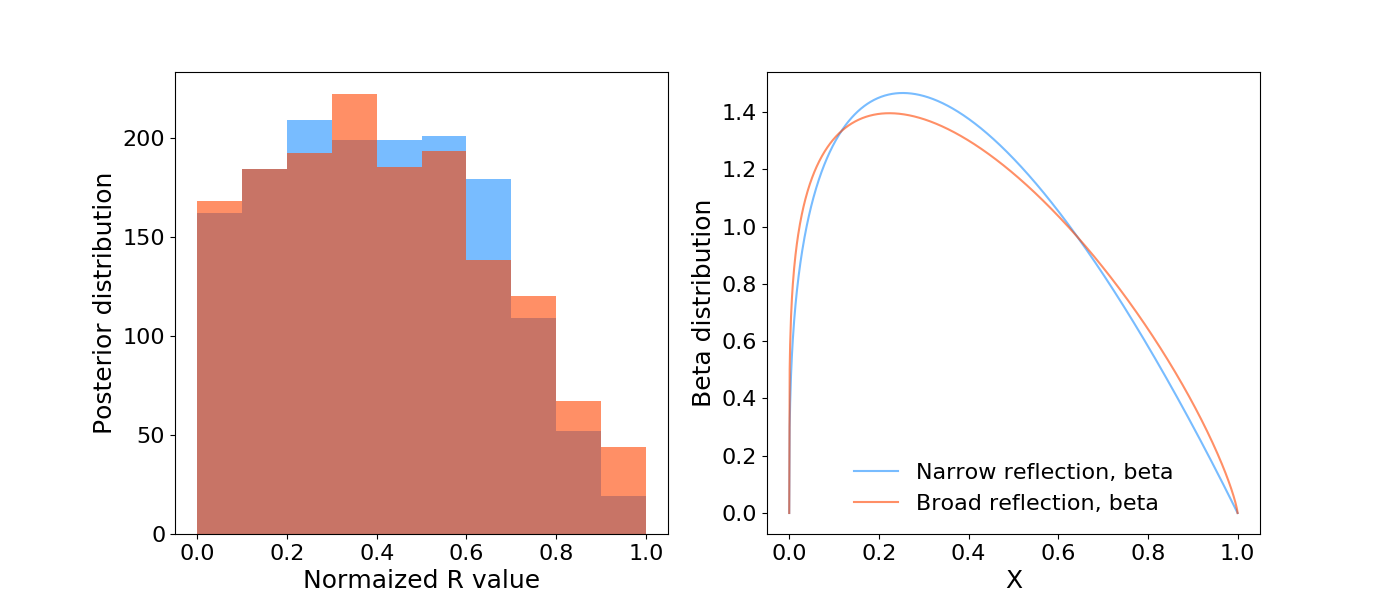 Posterior distribution
200
150
100
50
0
0.0 0.2 0.4 0.6 0.8 1.0
Normaized R value
Beta distribution
1.4
1.2
1.0
0.8
0.6
0.4
0.2
0.0
Narrow reflection, beta
Broad reflection, beta
0.0 0.2 0.4 0.6 0.8 1.0
X